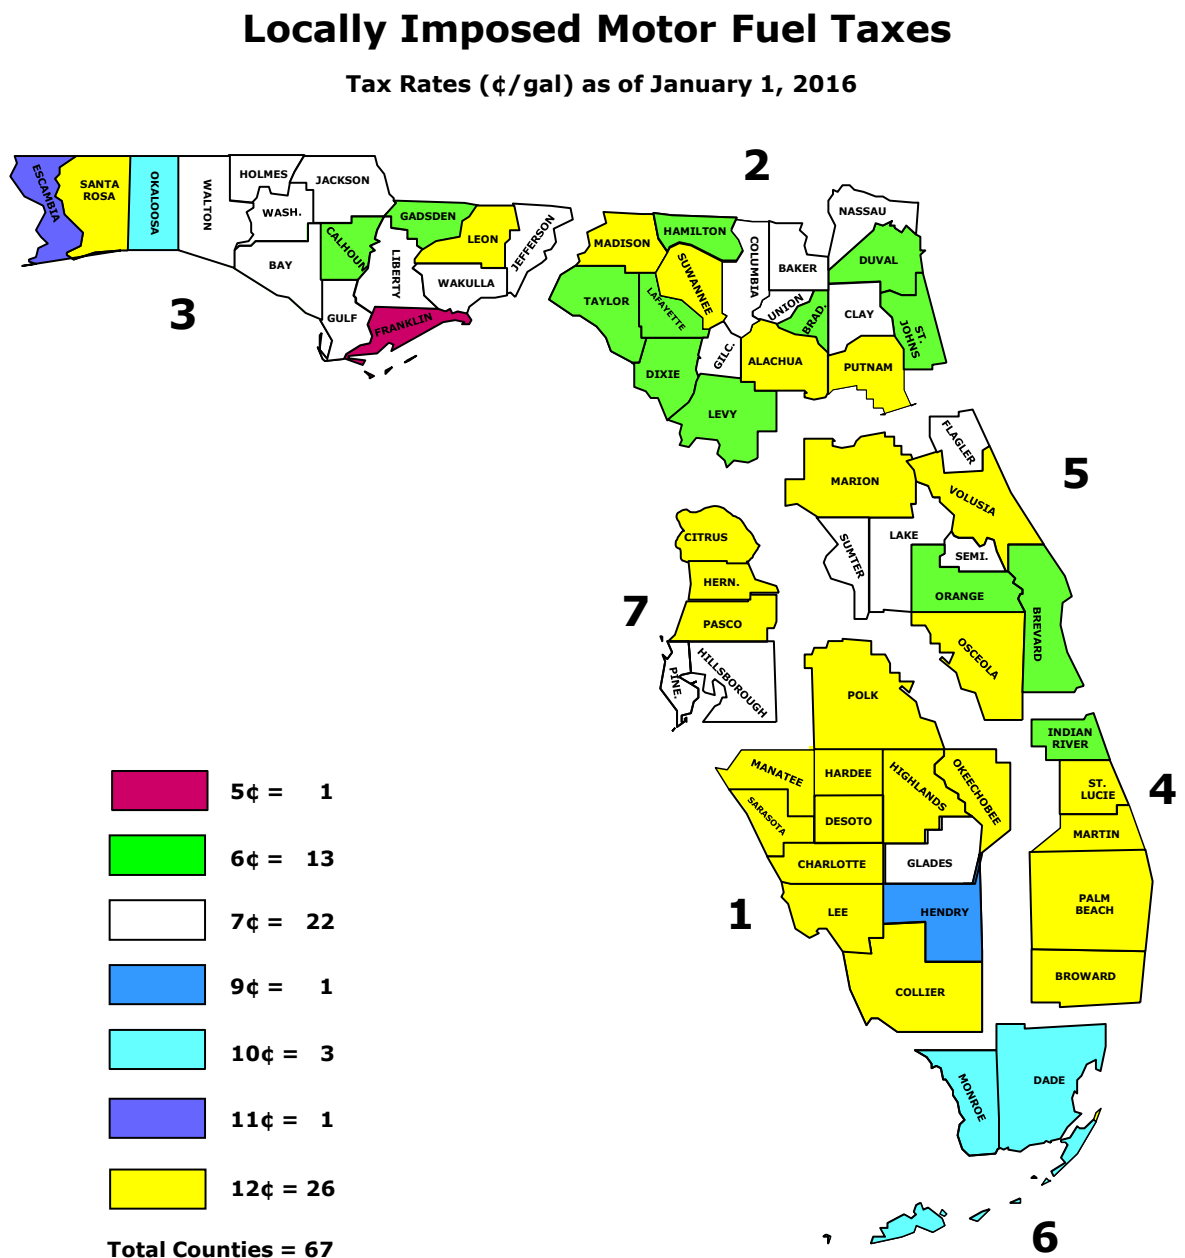 Locally Imposed Motor Fuel Taxes
Tax Rates (¢/gal) as of January 1, 2016
3
ESCAMBIA
SANTA
ROSA
OKALOOSA
WALTON
HOLMES
WASH.
JACKSON
BAY
CALHOUN
GULF
GADSDEN
LIBERTY
LEON
WAKULLA
FRANKLIN
JEFFERSON
2
MADISON
HAMILTON
TAYLOR
LAFAYETTE
SUWANNEE
COLUMBIA
BAKER
NASSAU
DUVAL
UNION
BRAD.
CLAY
ST.
JOHNS
DIXIE
GILC.
ALACHUA
PUTNAM
LEVY
5
FLAGLER
MARION
VOLUSIA
SUMTER
LAKE
SEMI.
ORANGE
BREVARD
OSCEOLA
7
CITRUS
HERN.
PASCO
PINE.
HILLSBOROUGH
1
POLK
MANATEE
HARDEE
HIGHLANDS
OKEECHOBEE
SARASOTA
DESOTO
CHARLOTTE
GLADES
LEE
HENDRY
COLLIER
4
INDIAN
RIVER
ST.
LUCIE
MARTIN
PALM
BEACH
BROWARD
6
MONROE
DADE
5¢ = 1
6¢ = 13
7¢ = 22
9¢ = 1
10¢ = 3
11¢ = 1
12¢ = 26
Total Counties = 67